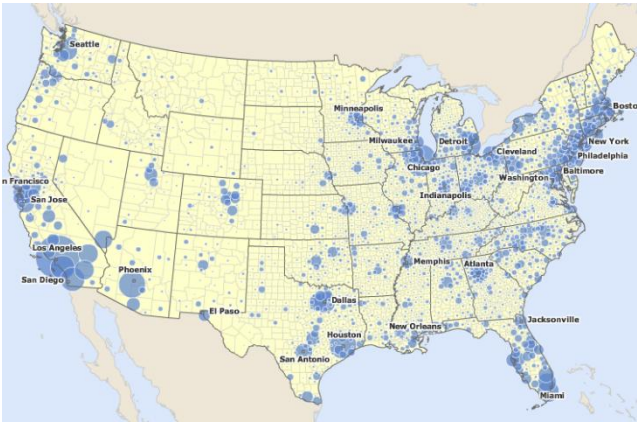 Seattle
Minneapolis
Milwaukee
Detroit
Chicago
Cleveland
Boston
New York
Philadelphia
Baltimore
Washington
Indianapolis
n Francisco
San Jose
Los Angeles
San Diego
Phoenix
El Paso
Memphis
Atlanta
Dallas
Houston
San Antonio
New Orleans
Jacksonville
Miami